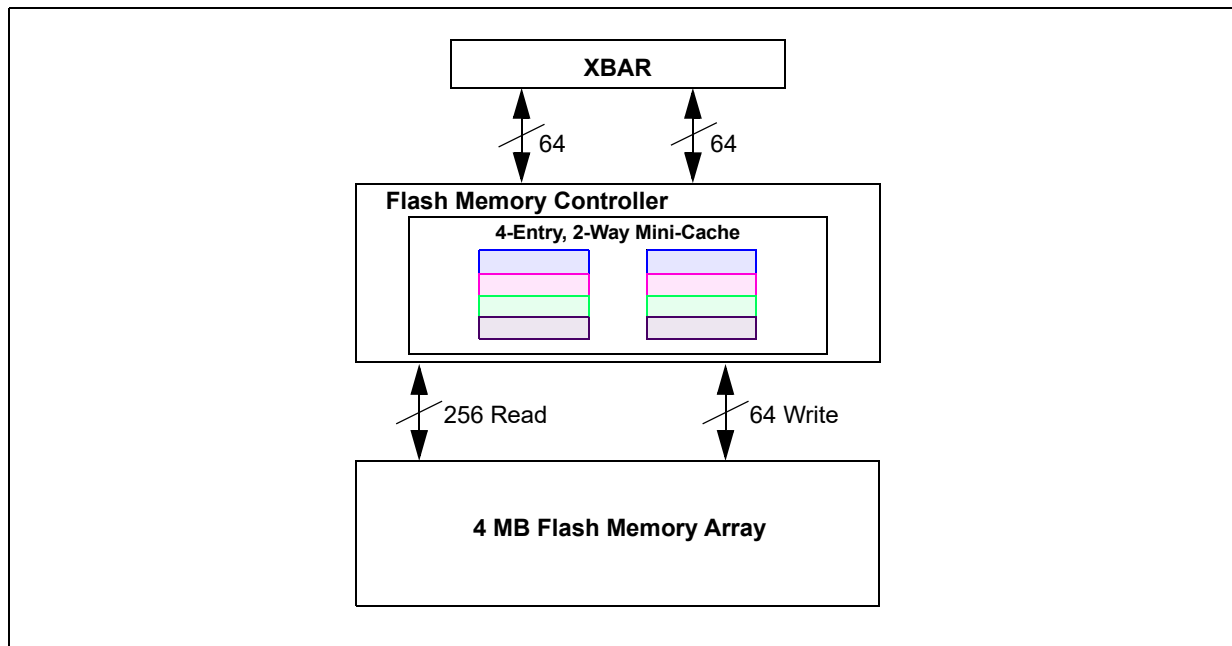 XBAR
64
64
Flash Memory Controller
4-Entry, 2-Way Mini-Cache
256 Read
64 Write
4 MB Flash Memory Array